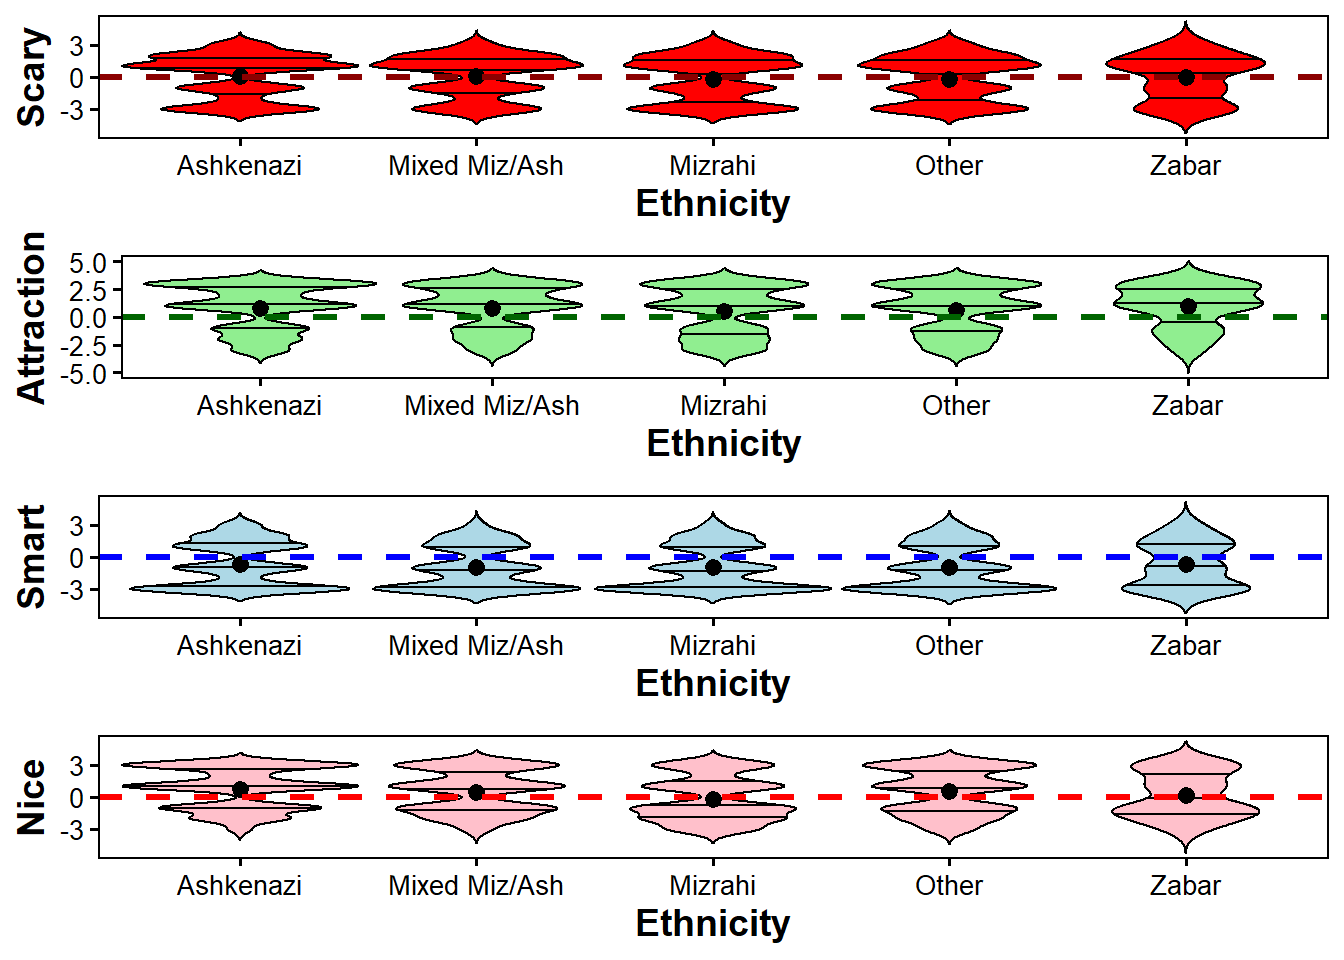 Scary
3
0
-3
Ashkenazi Mixed Miz/Ash Mizrahi Other Zabar
Ethnicity
Attraction
5.0
2.5
0.0
-2.5
-5.0
Ashkenazi Mixed Miz/Ash Mizrahi Other Zabar
Ethnicity
Smart
3
0
-3
Ashkenazi Mixed Miz/Ash Mizrahi Other Zabar
Ethnicity
Nice
3
0
-3
Ashkenazi Mixed Miz/Ash Mizrahi Other Zabar
Ethnicity